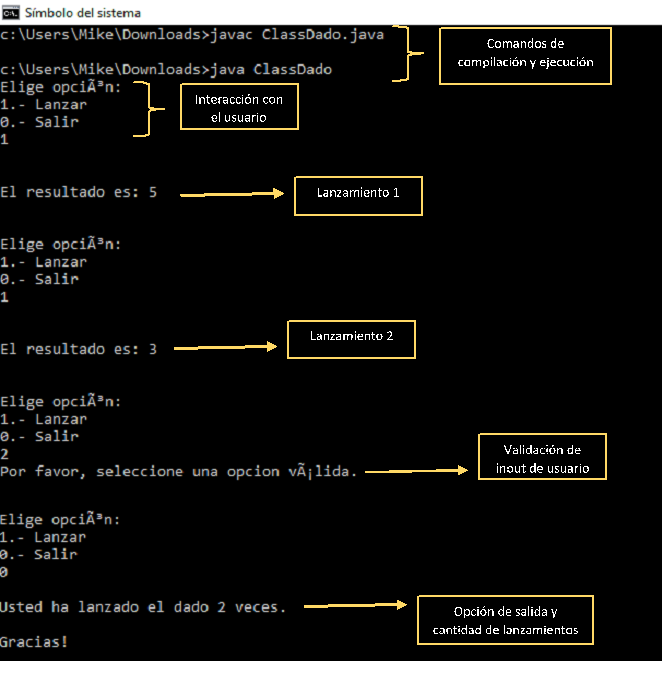 Símbolo del sistema
c:\Users\Mike\Downloads>javac ClassDado.java
Comandos de
compilación y ejecución
c:\Users\Mike\Downloads>java ClassDado
Elige opciÃ³n:
1.- Lanzar
0.- Salir
1
Interacción con
el usuario
El resultado es: 5
Lanzamiento 1
Elige opciÃ³n:
1.- Lanzar
0.- Salir
1
El resultado es: 3
Lanzamiento 2
Elige opciÃ³n:
1.- Lanzar
0.- Salir
2
Por favor, seleccione una opcion vÃ¡lida.
Validación de
inout de usuario
Elige opciÃ³n:
1.- Lanzar
0.- Salir
0
Usted ha lanzado el dado 2 veces.
Opción de salida y
cantidad de lanzamientos
Gracias!